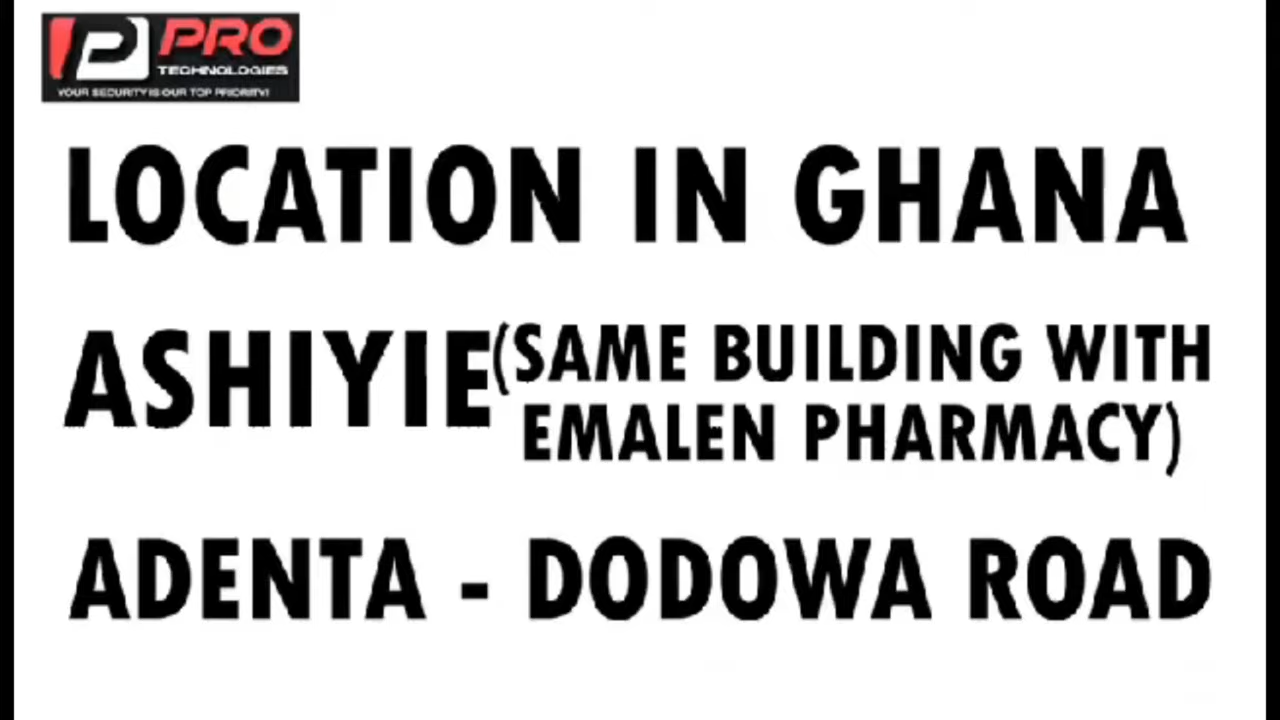 PRO
TECHNOLOGIES
YOUR SECURITY IS OUR TOP PRIORITY!
LOCATION IN GHANA
ASHIYIE (SAME BUILDING WITH
EMALEN PHARMACY)
ADENTA - DODOWA ROAD